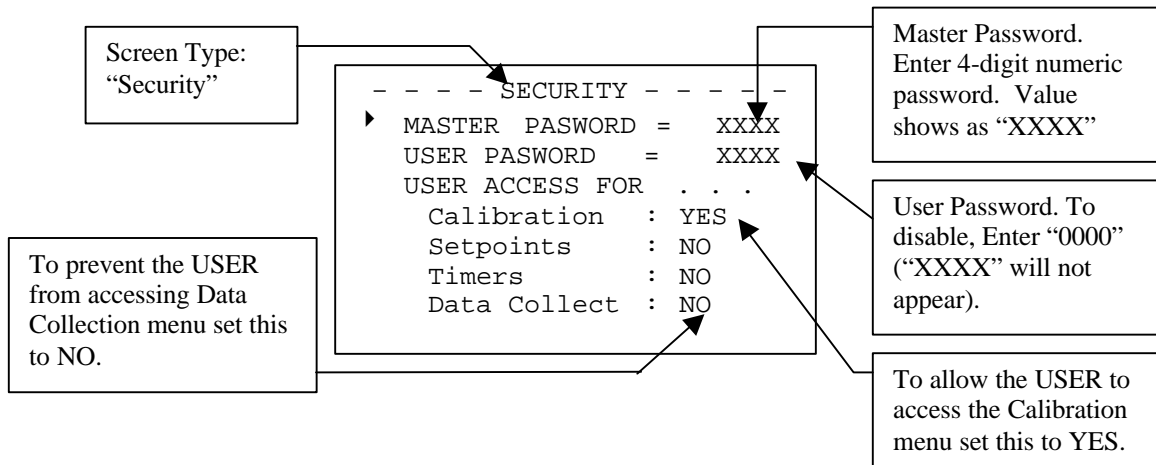 Screen Type:
“Security”
- - - - SECURITY - - - - -
MASTER PASWORD = XXXX
USER PASWORD = XXXX
USER ACCESS FOR . . .
Calibration : YES
Setpoints : NO
Timers : NO
Data Collect : NO
Master Password.
Enter 4-digit numeric
password. Value
shows as “XXXX”
User Password. To
disable, Enter “0000”
(“XXXX” will not
appear).
To prevent the USER
from accessing Data
Collection menu set this
to NO.
To allow the USER to
access the Calibration
menu set this to YES.